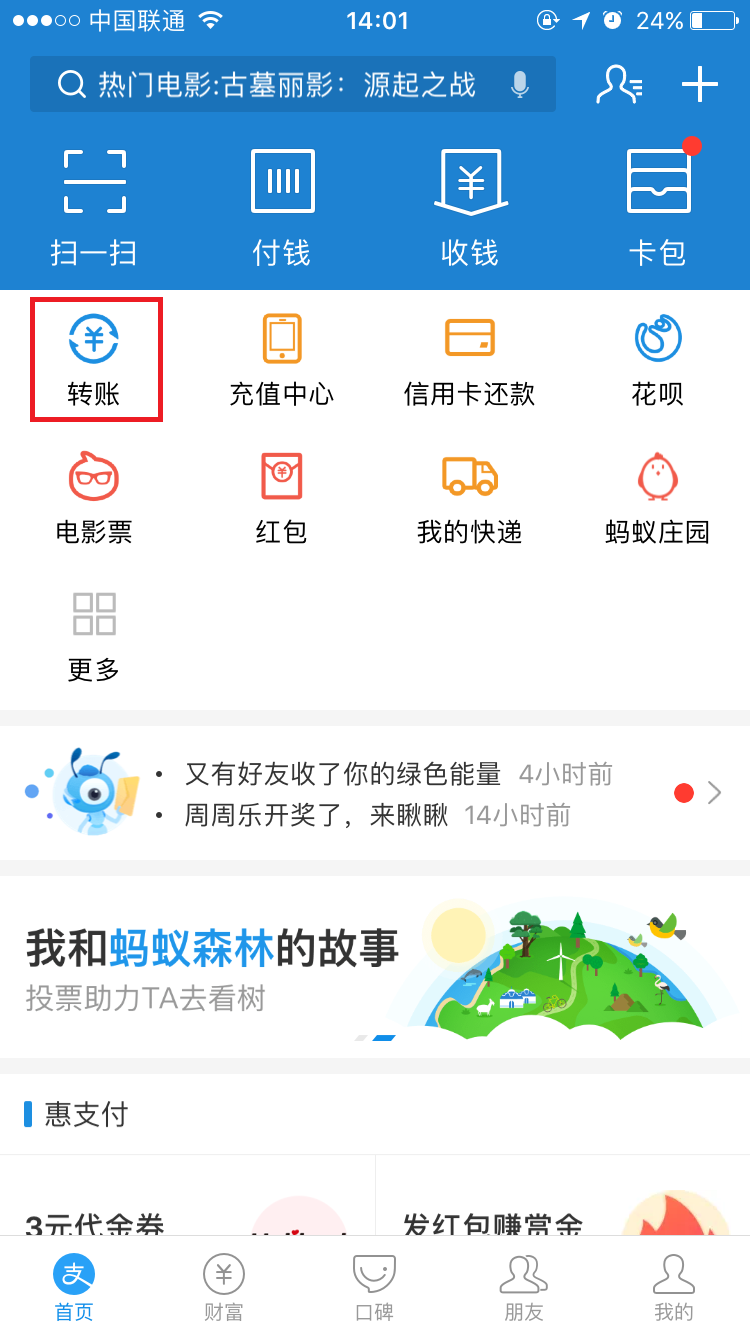 中国联通 14:01 24%
热门电影:古墓丽影：源起之战
扫一扫 付钱 收钱 卡包
转账 充值中心 信用卡还款 花呗
电影票 红包 我的快递 蚂蚁庄园
更多
• 又有好友收了你的绿色能量 4小时前
• 周周乐开奖了，来瞅瞅 14小时前
我和蚂蚁森林的故事
投票助力TA去看树
惠支付
3元代金券 发红包赚赏金
首页 财富 口碑 朋友 我的